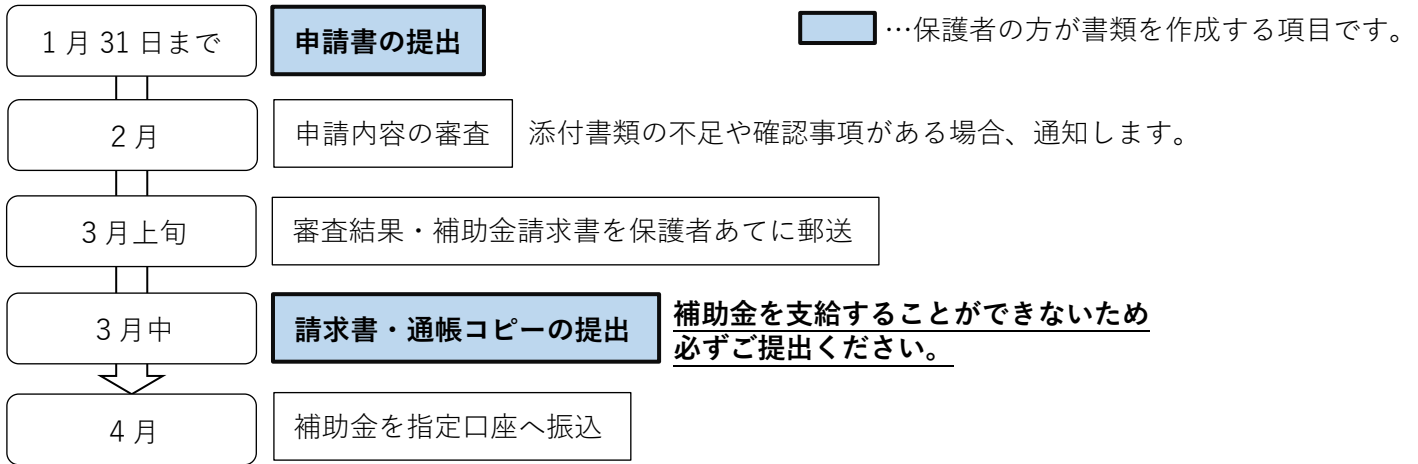 1月31日まで
申請書の提出
…保護者の方が書類を作成する項目です。
2月
申請内容の審査
添付書類の不足や確認事項がある場合、通知します。
3月上旬
審査結果・補助金請求書を保護者あてに郵送
3月中
請求書・通帳コピーの提出
補助金を支給することができないため
必ずご提出ください。
4月
補助金を指定口座へ振込